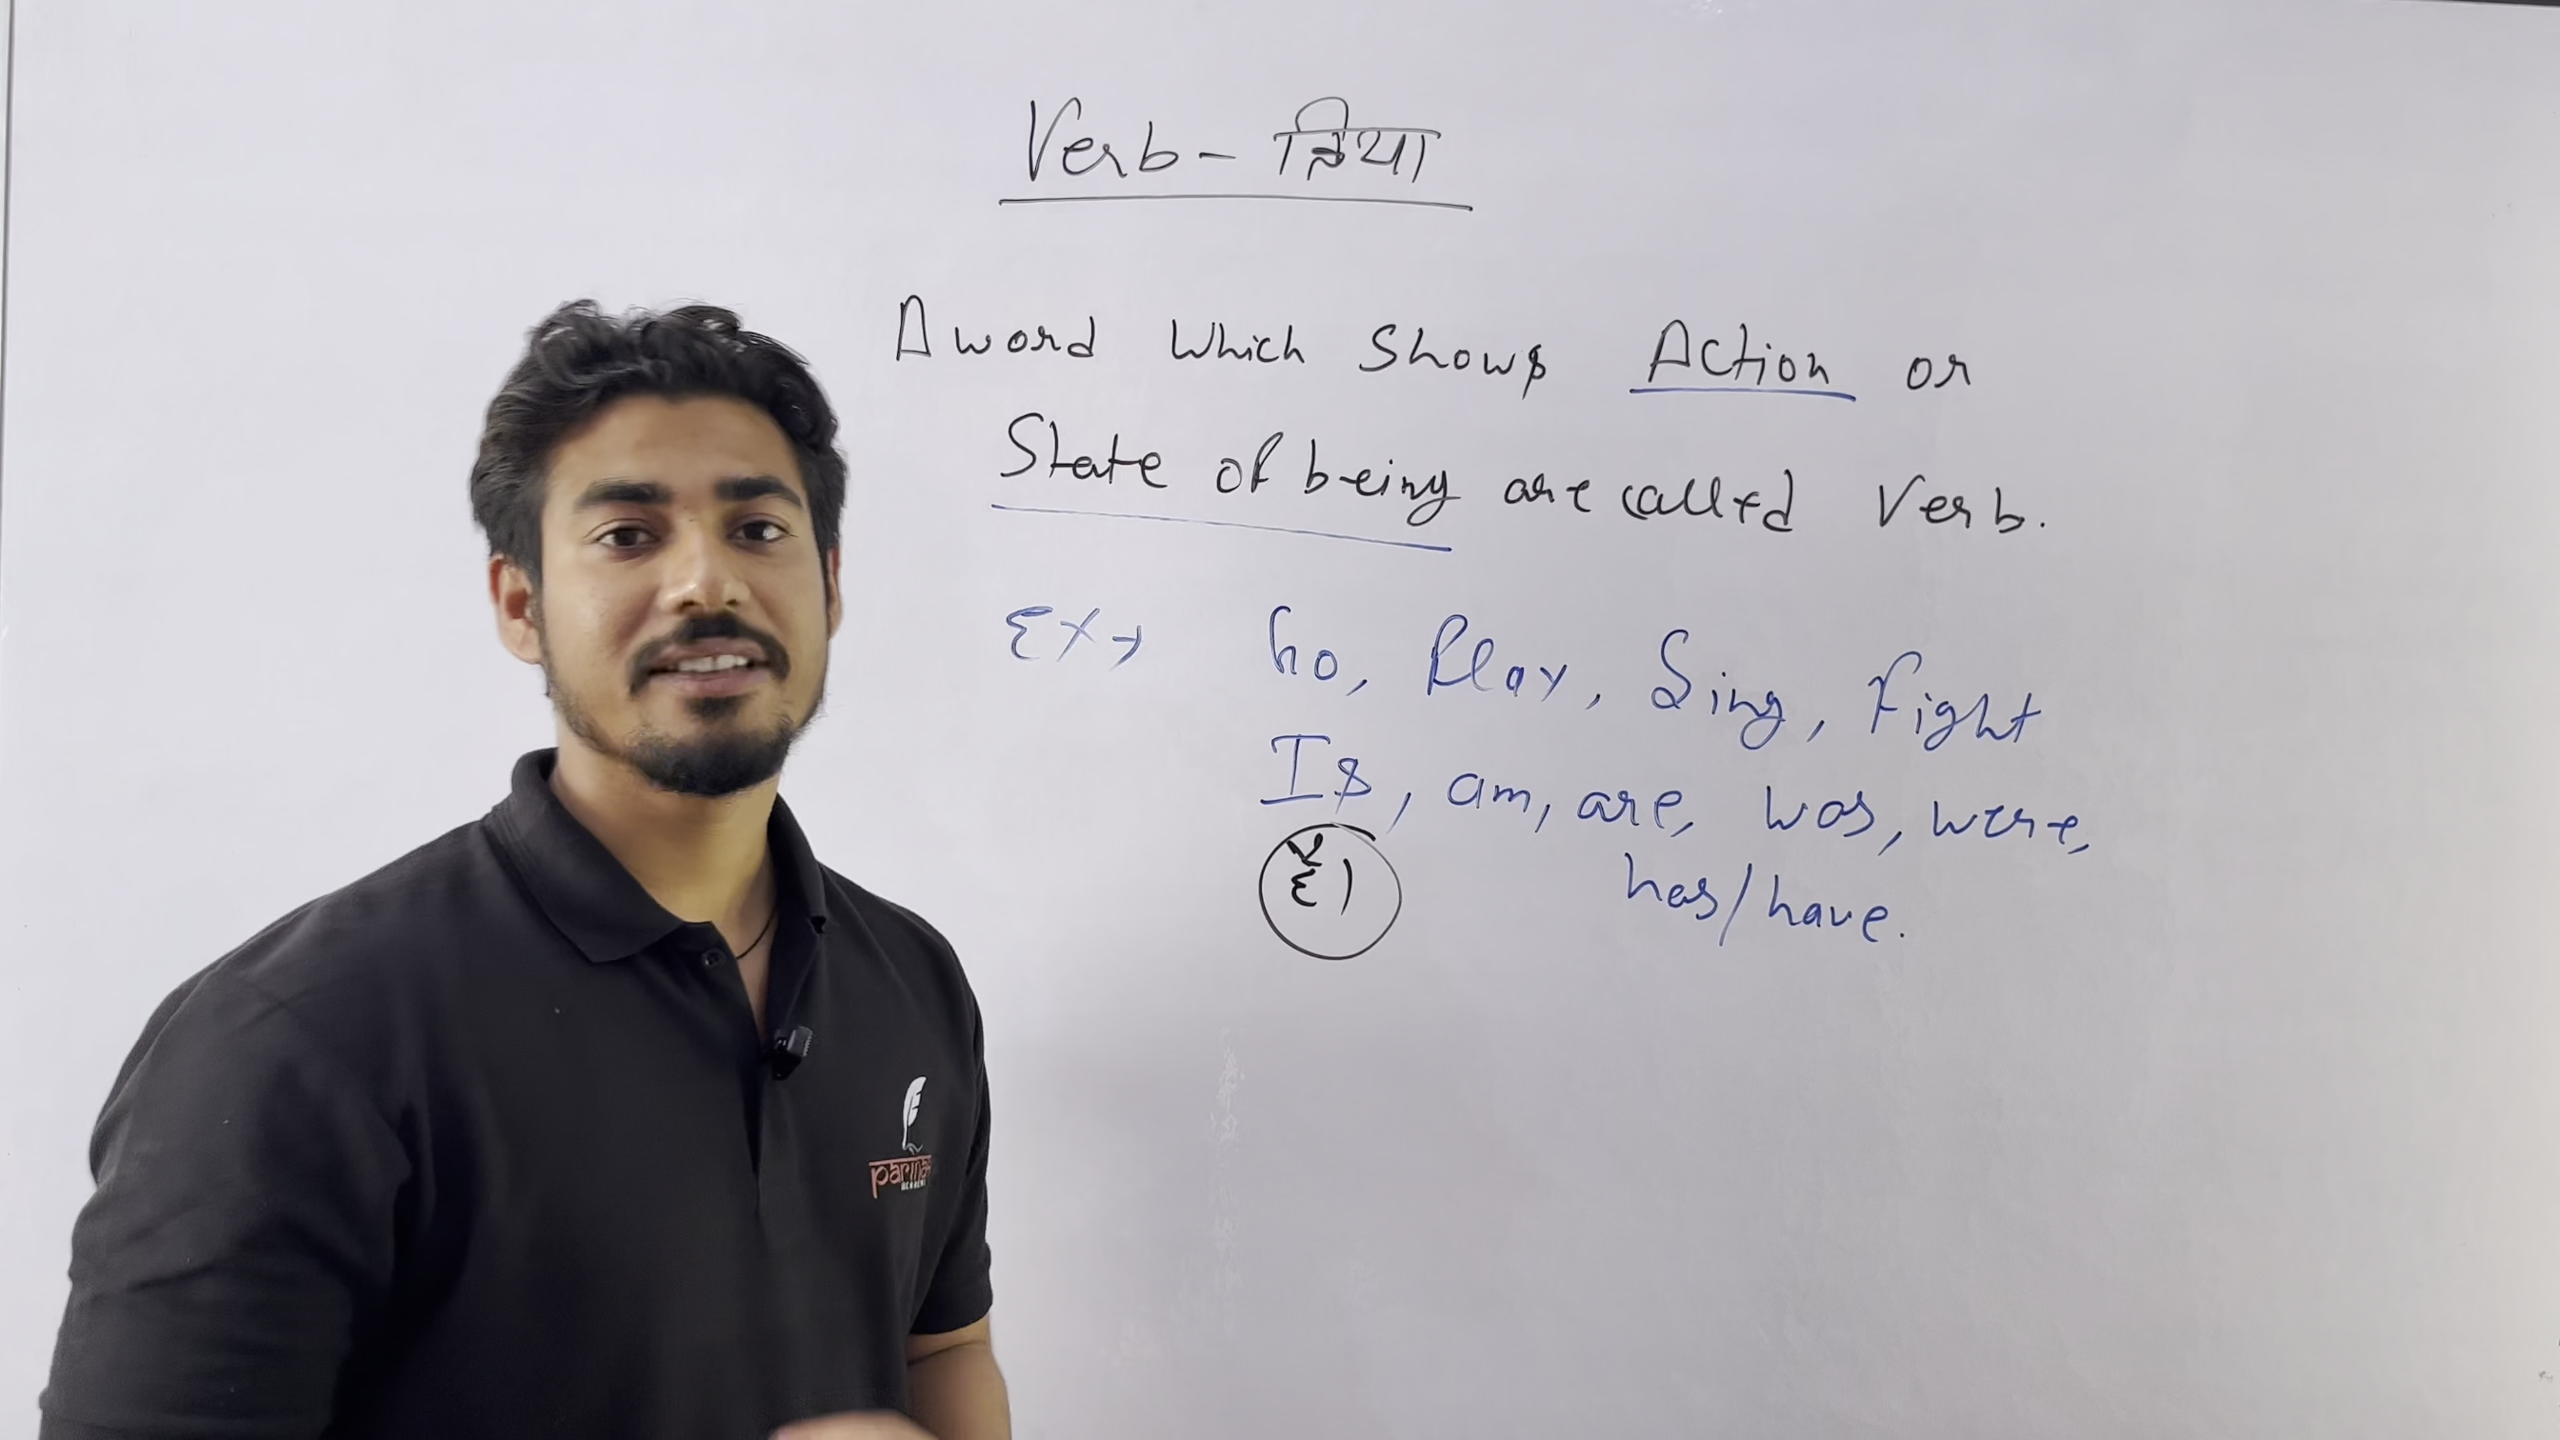 Verb - क्रिया
A word which shows Action or
State of being are called Verb.
Ex→ Go, Play, Sing, Fight
Is, am, are, was, were,
has/have.
है।